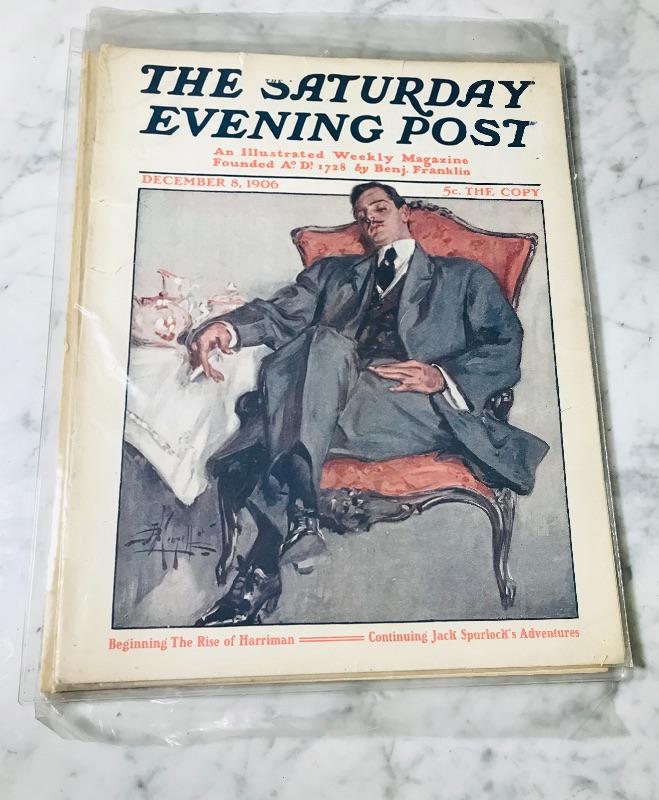 THE SATURDAY
EVENING POST
An Illustrated Weekly Magazine
Founded Aº Dⁱ 1728 by Benj. Franklin
DECEMBER 8, 1906
5c. THE COPY
Beginning The Rise of Harriman
Continuing Jack Spurlock's Adventures